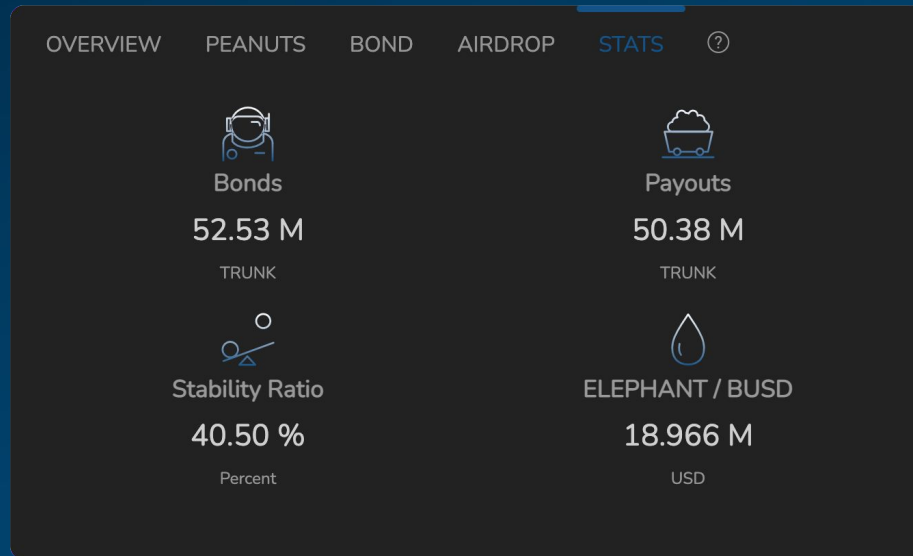 OVERVIEW PEANUTS BOND AIRDROP STATS ?
Bonds
52.53 M
TRUNK
Payouts
50.38 M
TRUNK
Stability Ratio
40.50 %
Percent
ELEPHANT / BUSD
18.966 M
USD